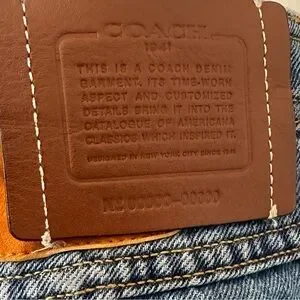 COACH
1941
THIS IS A COACH DENIM
GARMENT. ITS TIME-WORN
ASPECT AND CUSTOMIZED
DETAILS BRING IT INTO THE
CATALOGUE OF AMERICANA
CLASSICS WHICH INSPIRED IT.
DESIGNED IN NEW YORK CITY SINCE 1941